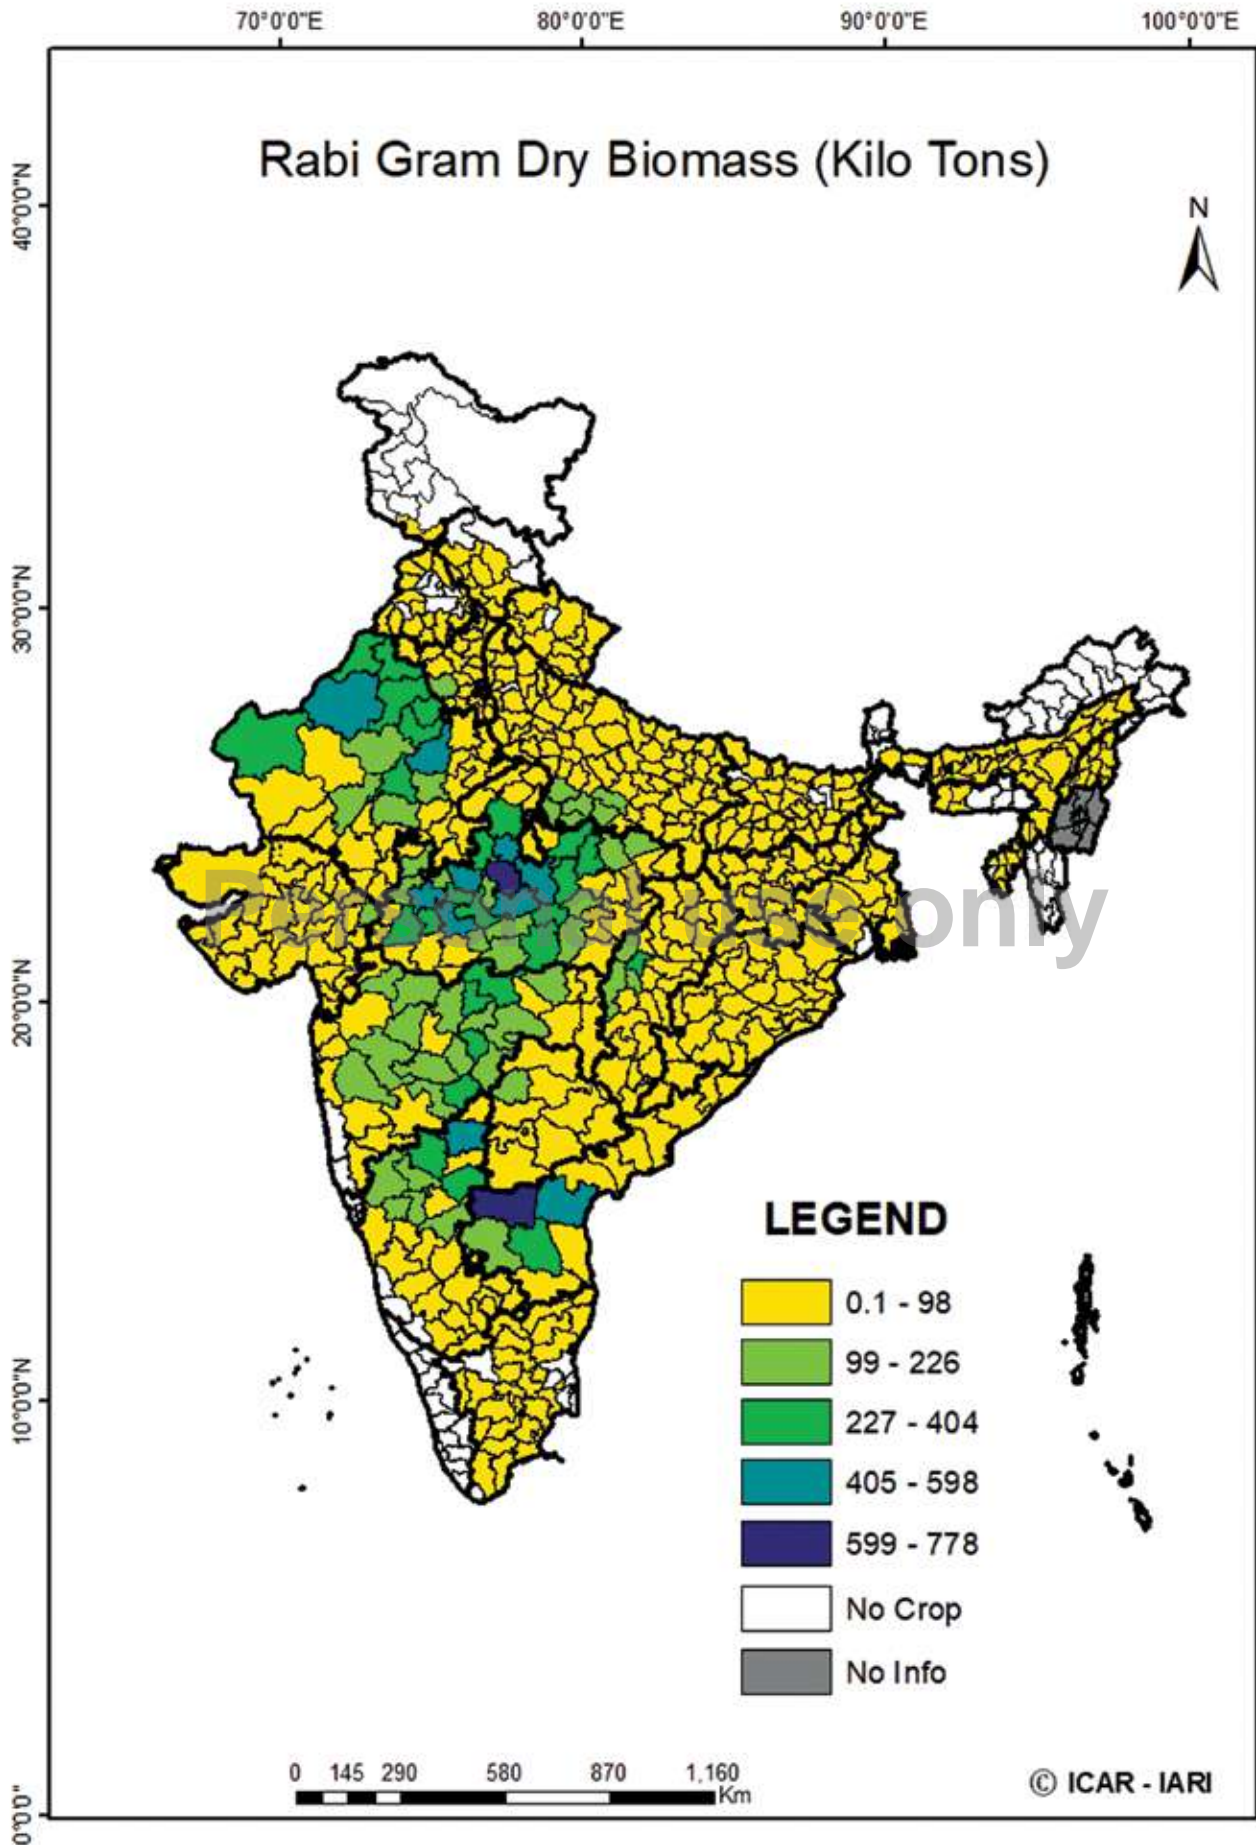 70°0'0"E 80°0'0"E 90°0'0"E 100°0'0"E
Rabi Gram Dry Biomass (Kilo Tons)
N
40°0'0"N
30°0'0"N
20°0'0"N
10°0'0"N
0°0'0"
Personal use only
LEGEND
0.1 - 98
99 - 226
227 - 404
405 - 598
599 - 778
No Crop
No Info
0 145 290 580 870 1,160
Km
© ICAR - IARI